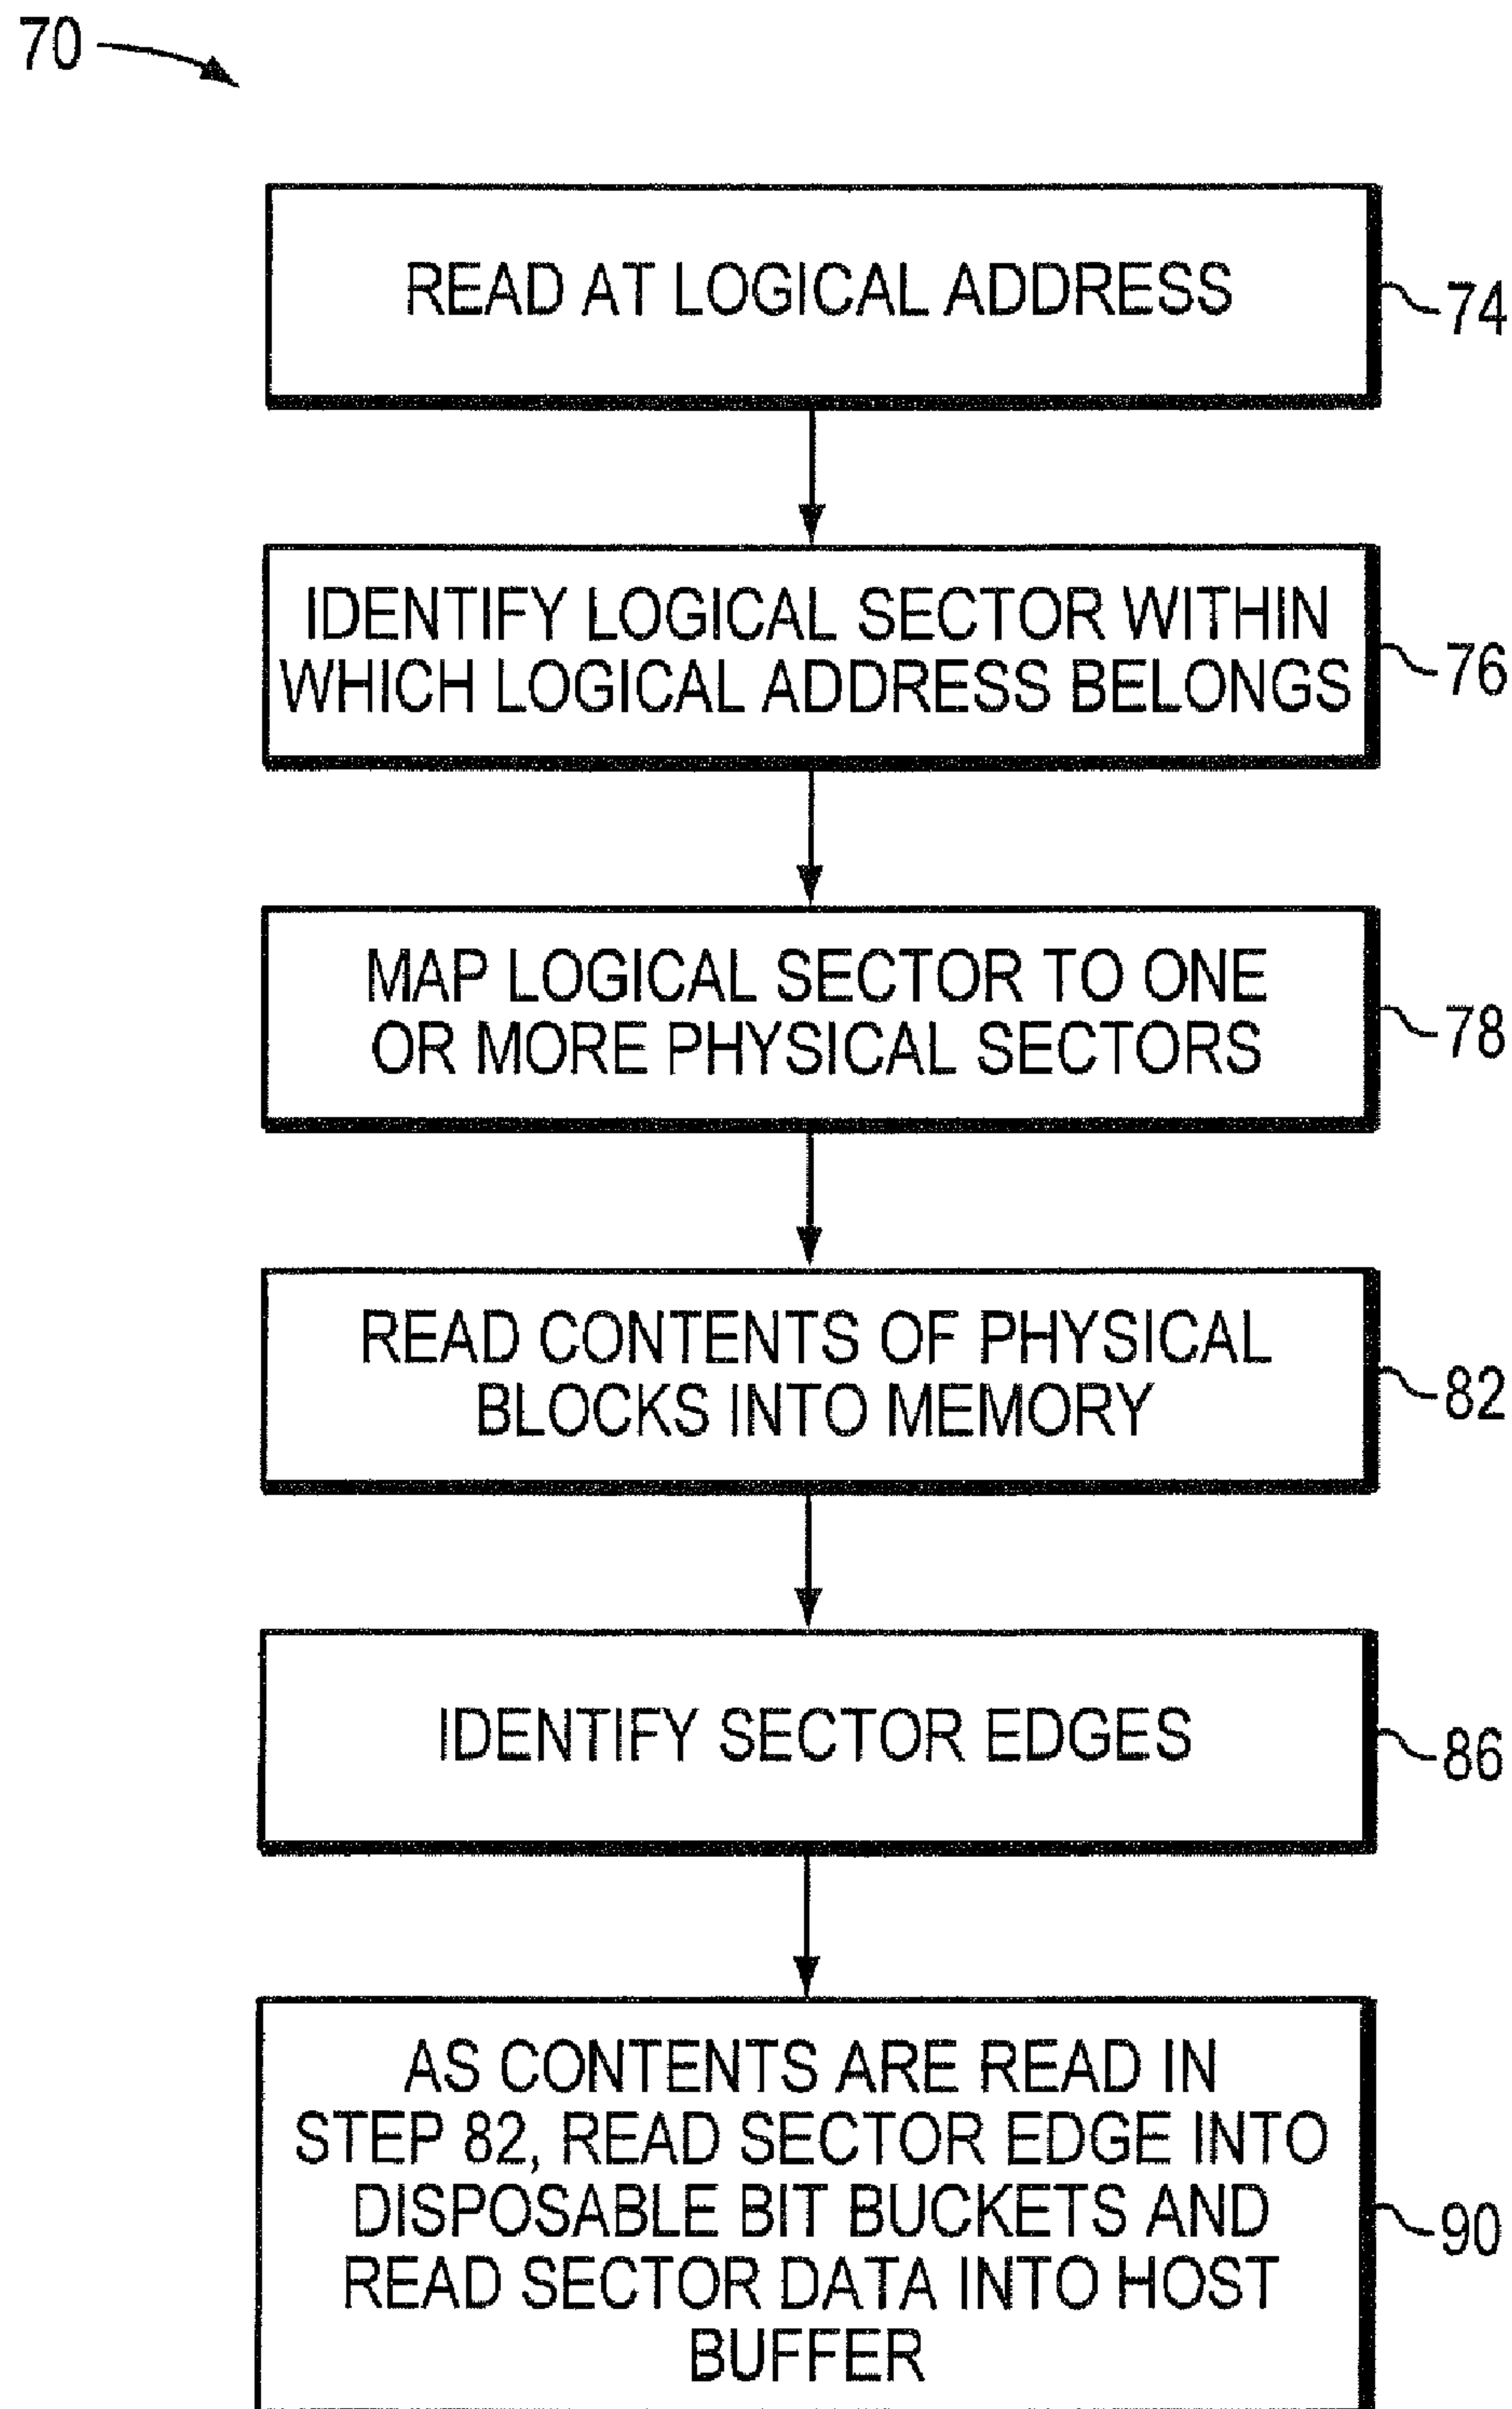 70
READ AT LOGICAL ADDRESS
74
IDENTIFY LOGICAL SECTOR WITHIN
WHICH LOGICAL ADDRESS BELONGS
76
MAP LOGICAL SECTOR TO ONE
OR MORE PHYSICAL SECTORS
78
READ CONTENTS OF PHYSICAL
BLOCKS INTO MEMORY
82
IDENTIFY SECTOR EDGES
86
AS CONTENTS ARE READ IN
STEP 82, READ SECTOR EDGE INTO
DISPOSABLE BIT BUCKETS AND
READ SECTOR DATA INTO HOST
BUFFER
90